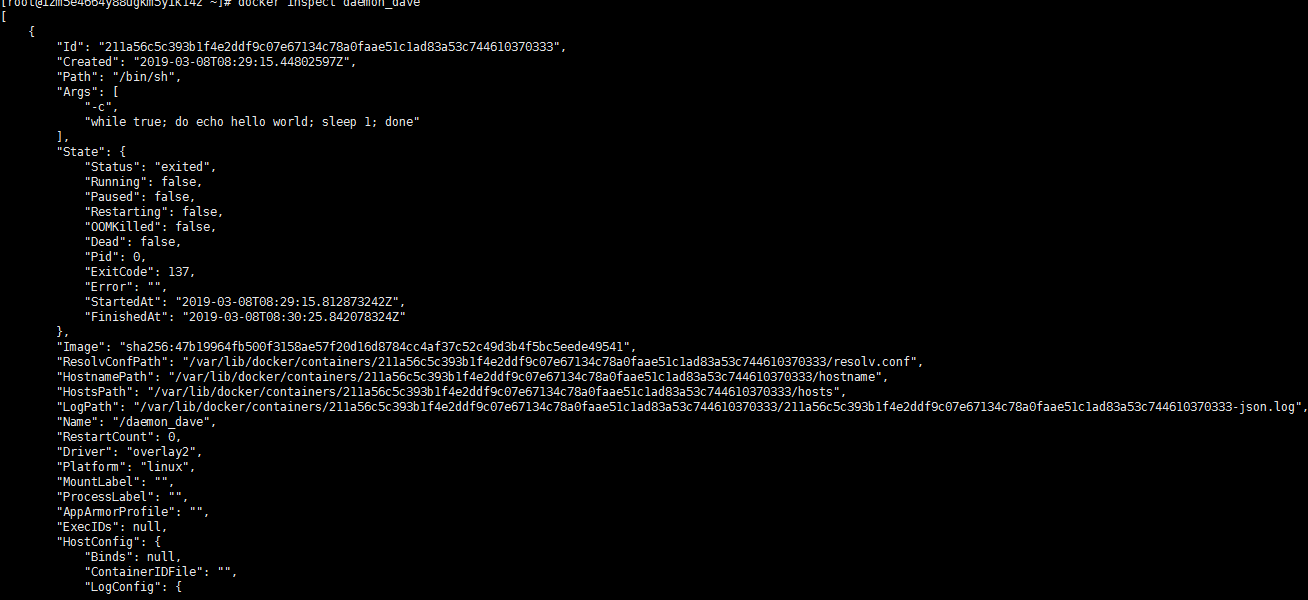 [root@iZm5e4664y88ugkm5yik14Z ~]# docker inspect daemon_dave
[
    {
        "Id": "211a56c5c393b1f4e2ddf9c07e67134c78a0faae51c1ad83a53c744610370333",
        "Created": "2019-03-08T08:29:15.44802597Z",
        "Path": "/bin/sh",
        "Args": [
            "-c",
            "while true; do echo hello world; sleep 1; done"
        ],
        "State": {
            "Status": "exited",
            "Running": false,
            "Paused": false,
            "Restarting": false,
            "OOMKilled": false,
            "Dead": false,
            "Pid": 0,
            "ExitCode": 137,
            "Error": "",
            "StartedAt": "2019-03-08T08:29:15.812873242Z",
            "FinishedAt": "2019-03-08T08:30:25.842078324Z"
        },
        "Image": "sha256:47b19964fb500f3158ae57f20d16d8784cc4af37c52c49d3b4f5bc5eede49541",
        "ResolvConfPath": "/var/lib/docker/containers/211a56c5c393b1f4e2ddf9c07e67134c78a0faae51c1ad83a53c744610370333/resolv.conf",
        "HostnamePath": "/var/lib/docker/containers/211a56c5c393b1f4e2ddf9c07e67134c78a0faae51c1ad83a53c744610370333/hostname",
        "HostsPath": "/var/lib/docker/containers/211a56c5c393b1f4e2ddf9c07e67134c78a0faae51c1ad83a53c744610370333/hosts",
        "LogPath": "/var/lib/docker/containers/211a56c5c393b1f4e2ddf9c07e67134c78a0faae51c1ad83a53c744610370333/211a56c5c393b1f4e2ddf9c07e67134c78a0faae51c1ad83a53c744610370333-json.log",
        "Name": "/daemon_dave",
        "RestartCount": 0,
        "Driver": "overlay2",
        "Platform": "linux",
        "MountLabel": "",
        "ProcessLabel": "",
        "AppArmorProfile": "",
        "ExecIDs": null,
        "HostConfig": {
            "Binds": null,
            "ContainerIDFile": "",
            "LogConfig": {